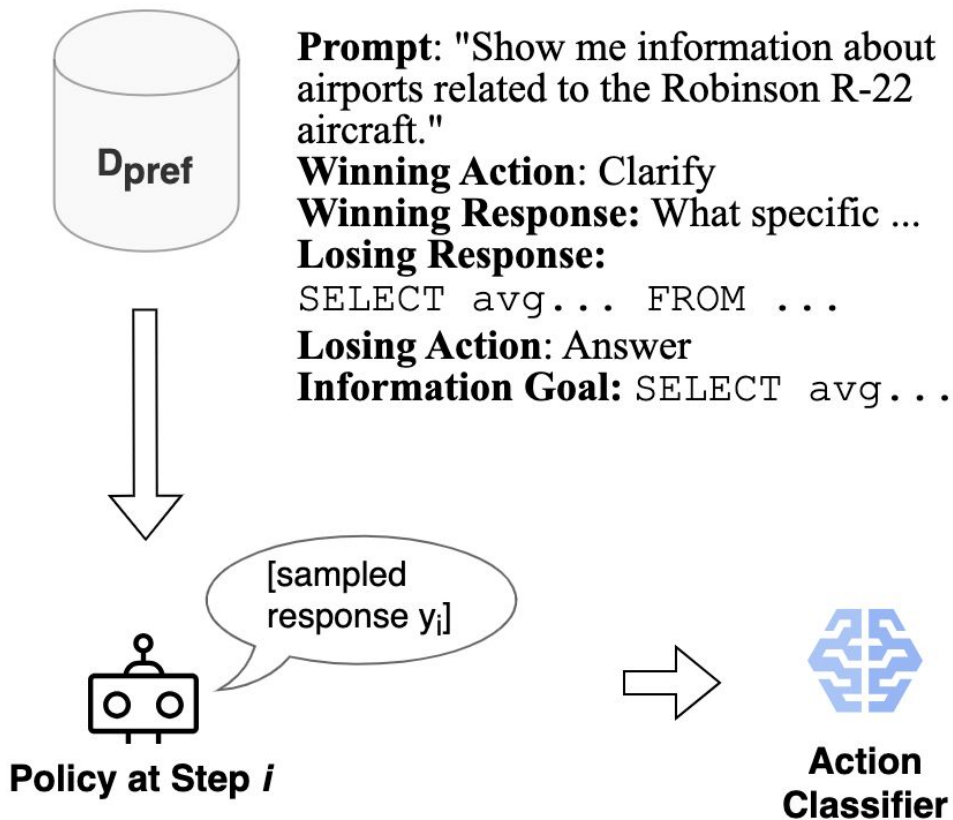 Dpref
Prompt: "Show me information about
airports related to the Robinson R-22
aircraft."
Winning Action: Clarify
Winning Response: What specific ...
Losing Response:
SELECT avg... FROM ...
Losing Action: Answer
Information Goal: SELECT avg...
[sampled
response yi]
Policy at Step i
Action
Classifier